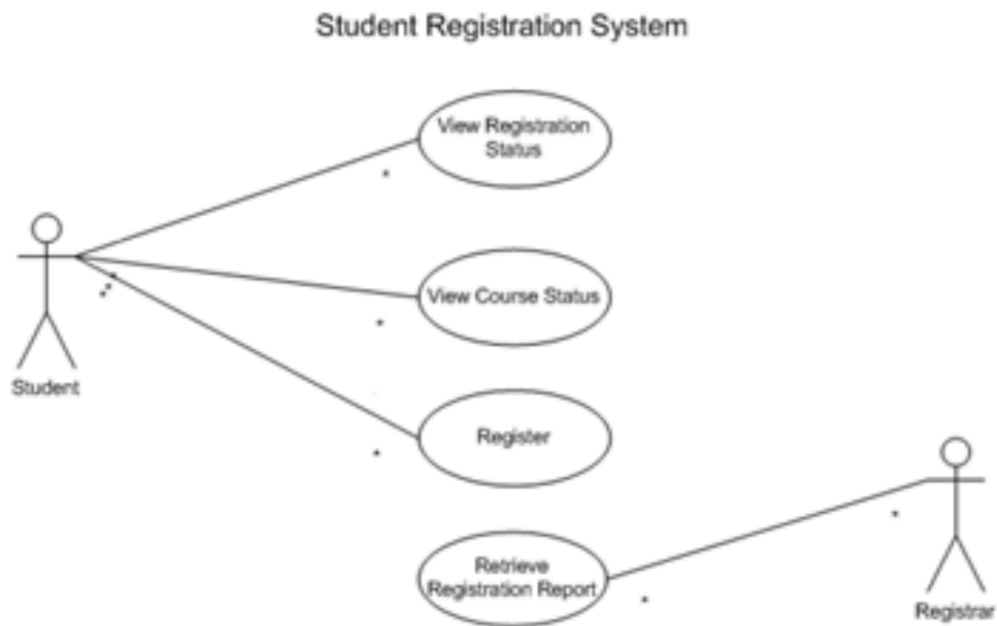 Student Registration System
View Registration
Status
View Course Status
Student
Register
Retrieve
Registration Report
Registrar